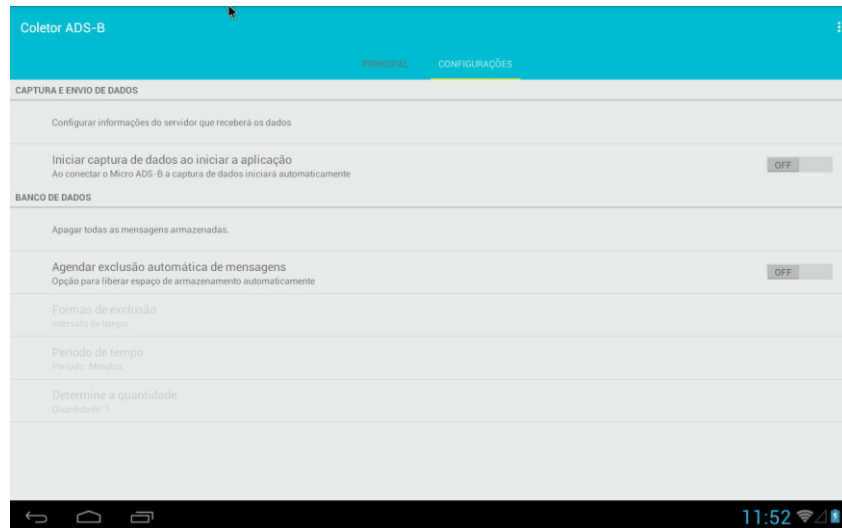 Coletor ADS-B
PRINCIPAL CONFIGURAÇÕES
CAPTURA E ENVIO DE DADOS
Configurar informações do servidor que receberá os dados
Iniciar captura de dados ao iniciar a aplicação
OFF
Ao conectar o Micro ADS-B a captura de dados iniciará automaticamente
BANCO DE DADOS
Apagar todas as mensagens armazenadas.
Agendar exclusão automática de mensagens
OFF
Opção para liberar espaço de armazenamento automaticamente
Formas de exclusão
Intervalo de tempo
Período de tempo
Período: Minutos
Determine a quantidade
Quantidade: 1
11:52